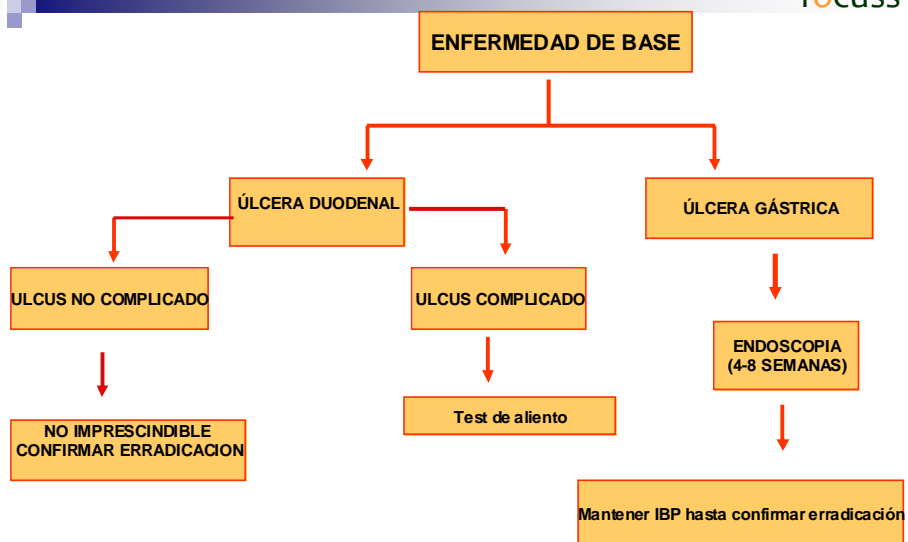 focuss
ENFERMEDAD DE BASE
ÚLCERA DUODENAL
ÚLCERA GÁSTRICA
ULCUS NO COMPLICADO
ULCUS COMPLICADO
ENDOSCOPIA
(4-8 SEMANAS)
Test de aliento
NO IMPRESCINDIBLE
CONFIRMAR ERRADICACION
Mantener IBP hasta confirmar erradicación